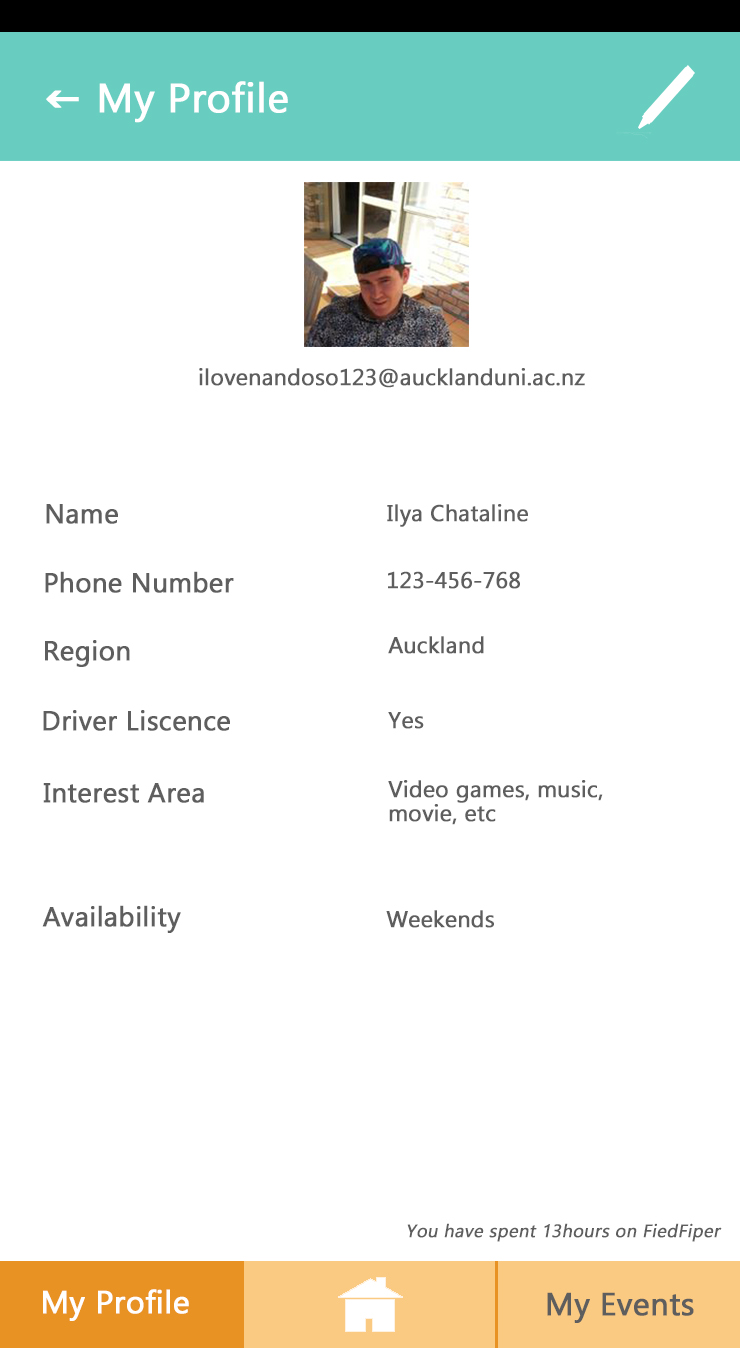 ← My Profile
ilovenandoso123@aucklanduni.ac.nz
Name Ilya Chataline
Phone Number 123-456-768
Region Auckland
Driver Liscence Yes
Interest Area Video games, music,
movie, etc
Availability Weekends
You have spent 13hours on FiedFiper
My Profile My Events